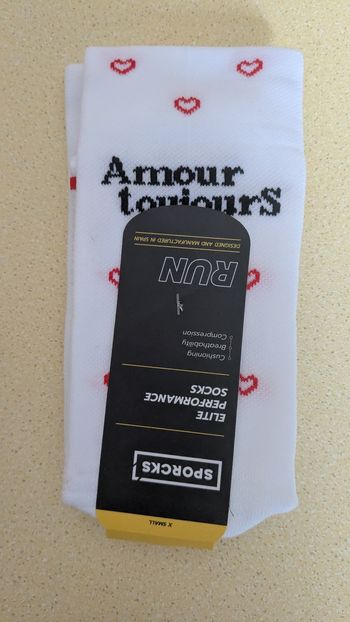 Amour
toujourS
X SMALL
SPORCKS
ELITE
PERFORMANCE
SOCKS
Cushioning
Breathability
Compression
RUN
DESIGNED AND MANUFACTURED IN SPAIN